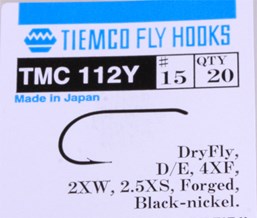 TIEMCO FLY HOOKS
TMC 112Y # 15 QTY 20
Made in Japan
DryFly,
D/E, 4XF,
2XW, 2.5XS, Forged,
Black-nickel.